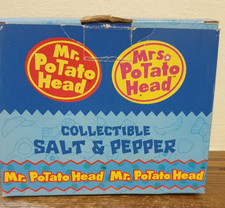 Mr.
PoTaTo
Head
Mrs.
PoTaTo
Head
COLLECTIBLE
SALT & PEPPER
Mr. PoTaTo Head Mr. PoTaTo Head